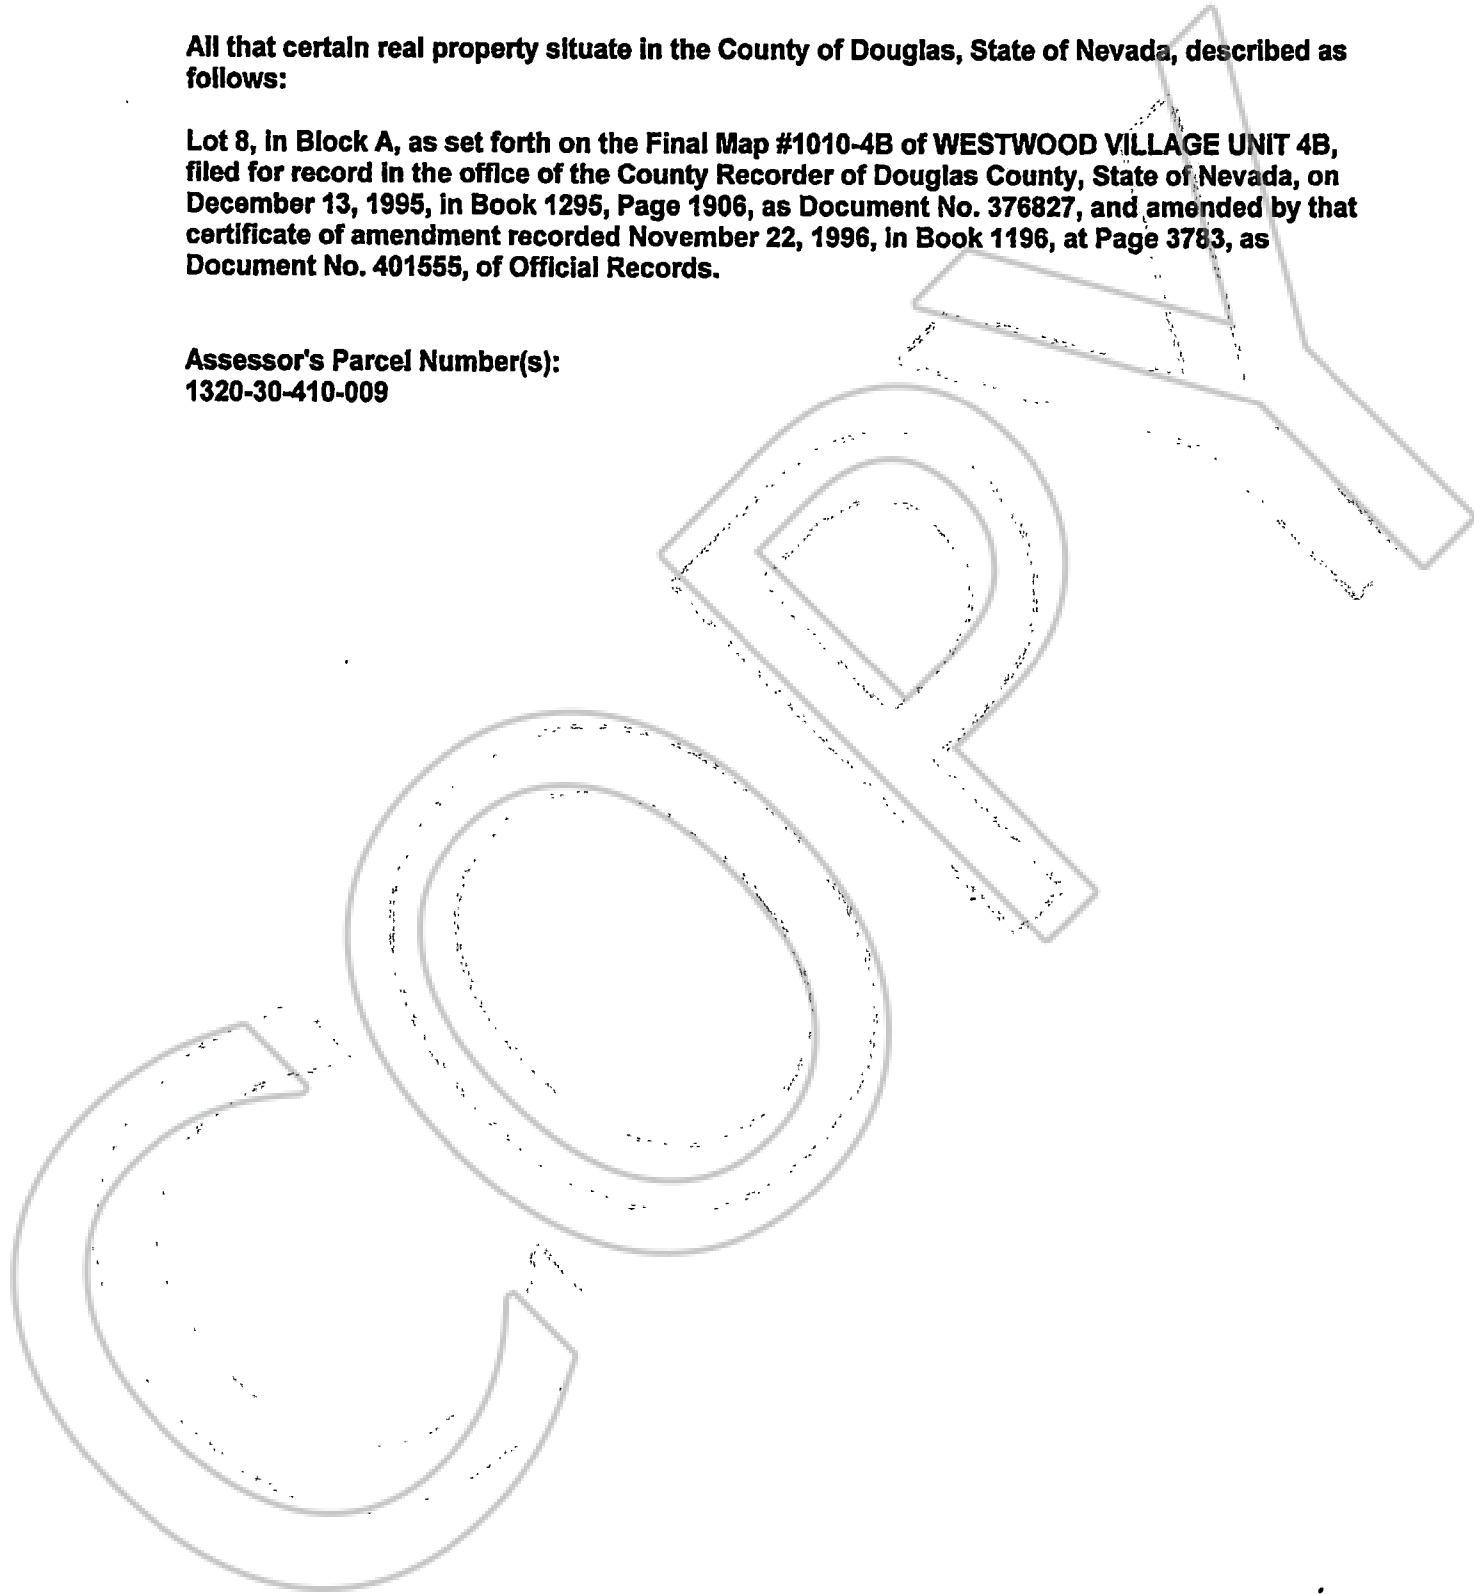 All that certain real property situate in the County of Douglas, State of Nevada, described as
follows:
Lot 8, in Block A, as set forth on the Final Map #1010-4B of WESTWOOD VILLAGE UNIT 4B,
filed for record in the office of the County Recorder of Douglas County, State of Nevada, on
December 13, 1995, in Book 1295, Page 1906, as Document No. 376827, and amended by that
certificate of amendment recorded November 22, 1996, in Book 1196, at Page 3783, as
Document No. 401555, of Official Records.
Assessor's Parcel Number(s):
1320-30-410-009
COPY